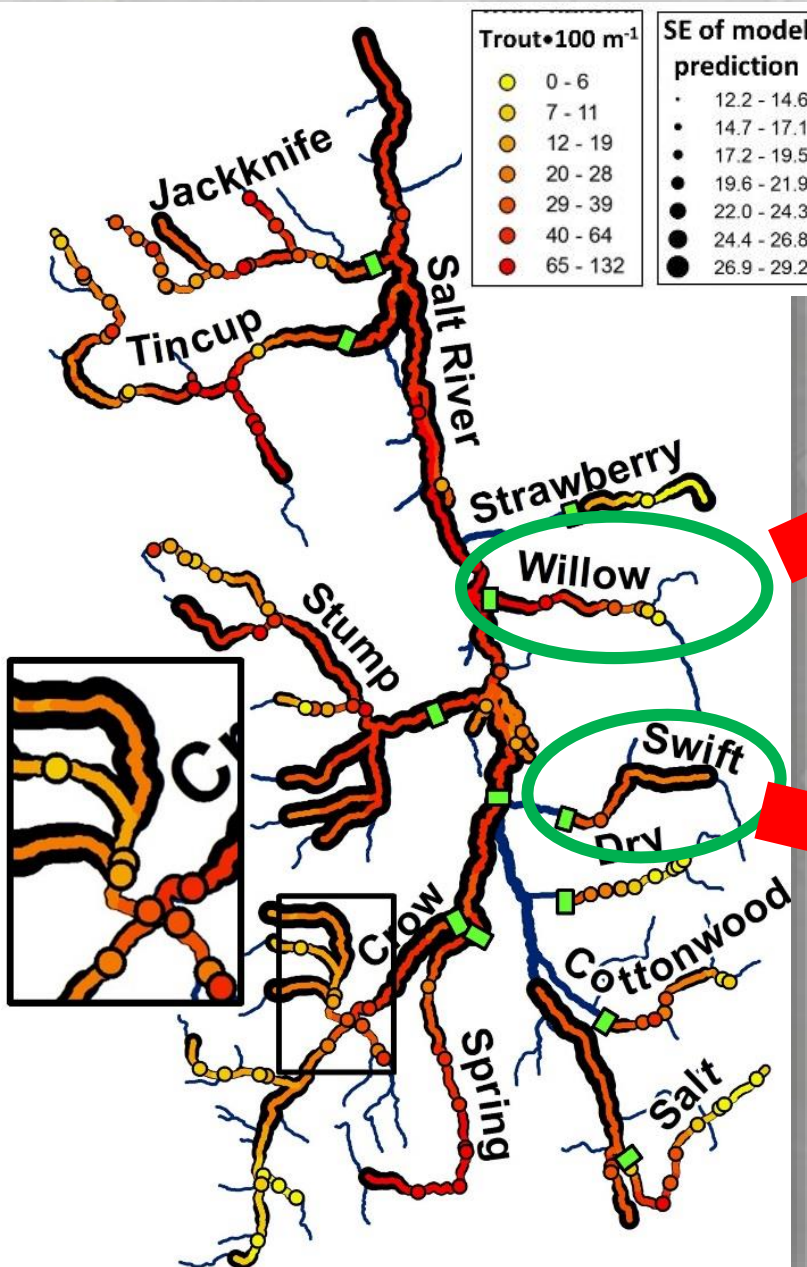 Trout•100 m⁻¹
0 - 6
7 - 11
12 - 19
20 - 28
29 - 39
40 - 64
65 - 132
SE of model
prediction
12.2 - 14.6
14.7 - 17.1
17.2 - 19.5
19.6 - 21.9
22.0 - 24.3
24.4 - 26.8
26.9 - 29.2
Jackknife
Salt River
Tincup
Strawberry
Willow
Stump
Swift
Cr
Dry
Crow
Cottonwood
Spring
Salt